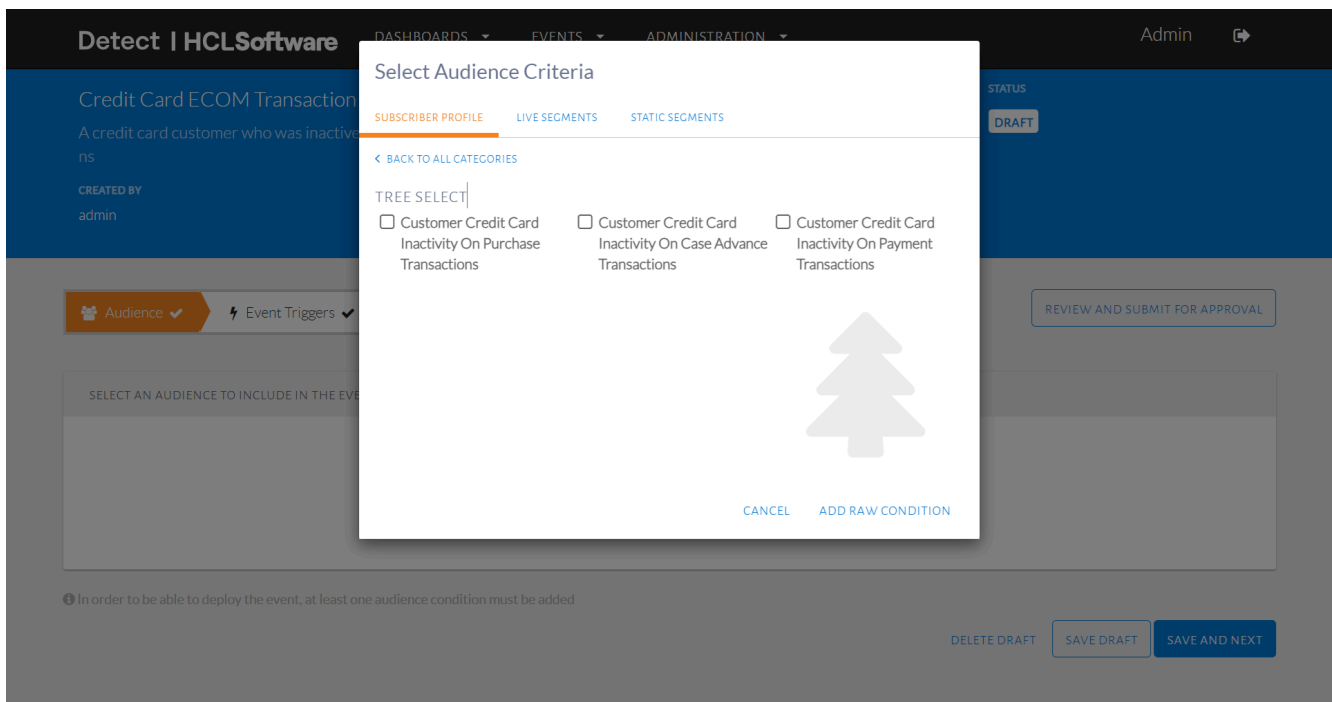 Detect | HCLSoftware
DASHBOARDS
EVENTS
ADMINISTRATION
Admin
Select Audience Criteria
Credit Card ECOM Transaction
A credit card customer who was inactive
ns
CREATED BY
admin
STATUS
DRAFT
SUBSCRIBER PROFILE
LIVE SEGMENTS
STATIC SEGMENTS
BACK TO ALL CATEGORIES
TREE SELECT
Customer Credit Card
Inactivity On Purchase
Transactions
Customer Credit Card
Inactivity On Case Advance
Transactions
Customer Credit Card
Inactivity On Payment
Transactions
Audience
Event Triggers
REVIEW AND SUBMIT FOR APPROVAL
SELECT AN AUDIENCE TO INCLUDE IN THE EVE
CANCEL
ADD RAW CONDITION
In order to be able to deploy the event, at least one audience condition must be added
DELETE DRAFT
SAVE DRAFT
SAVE AND NEXT